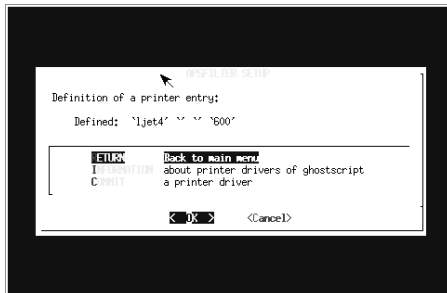 APSFILTER SETUP
Definition of a printer entry:
Defined: `ljet4´ `´ `´ `600´
RETURN Back to main menu
INFORMATION about printer drivers of ghostscript
COMMIT a printer driver
< OK > <Cancel>